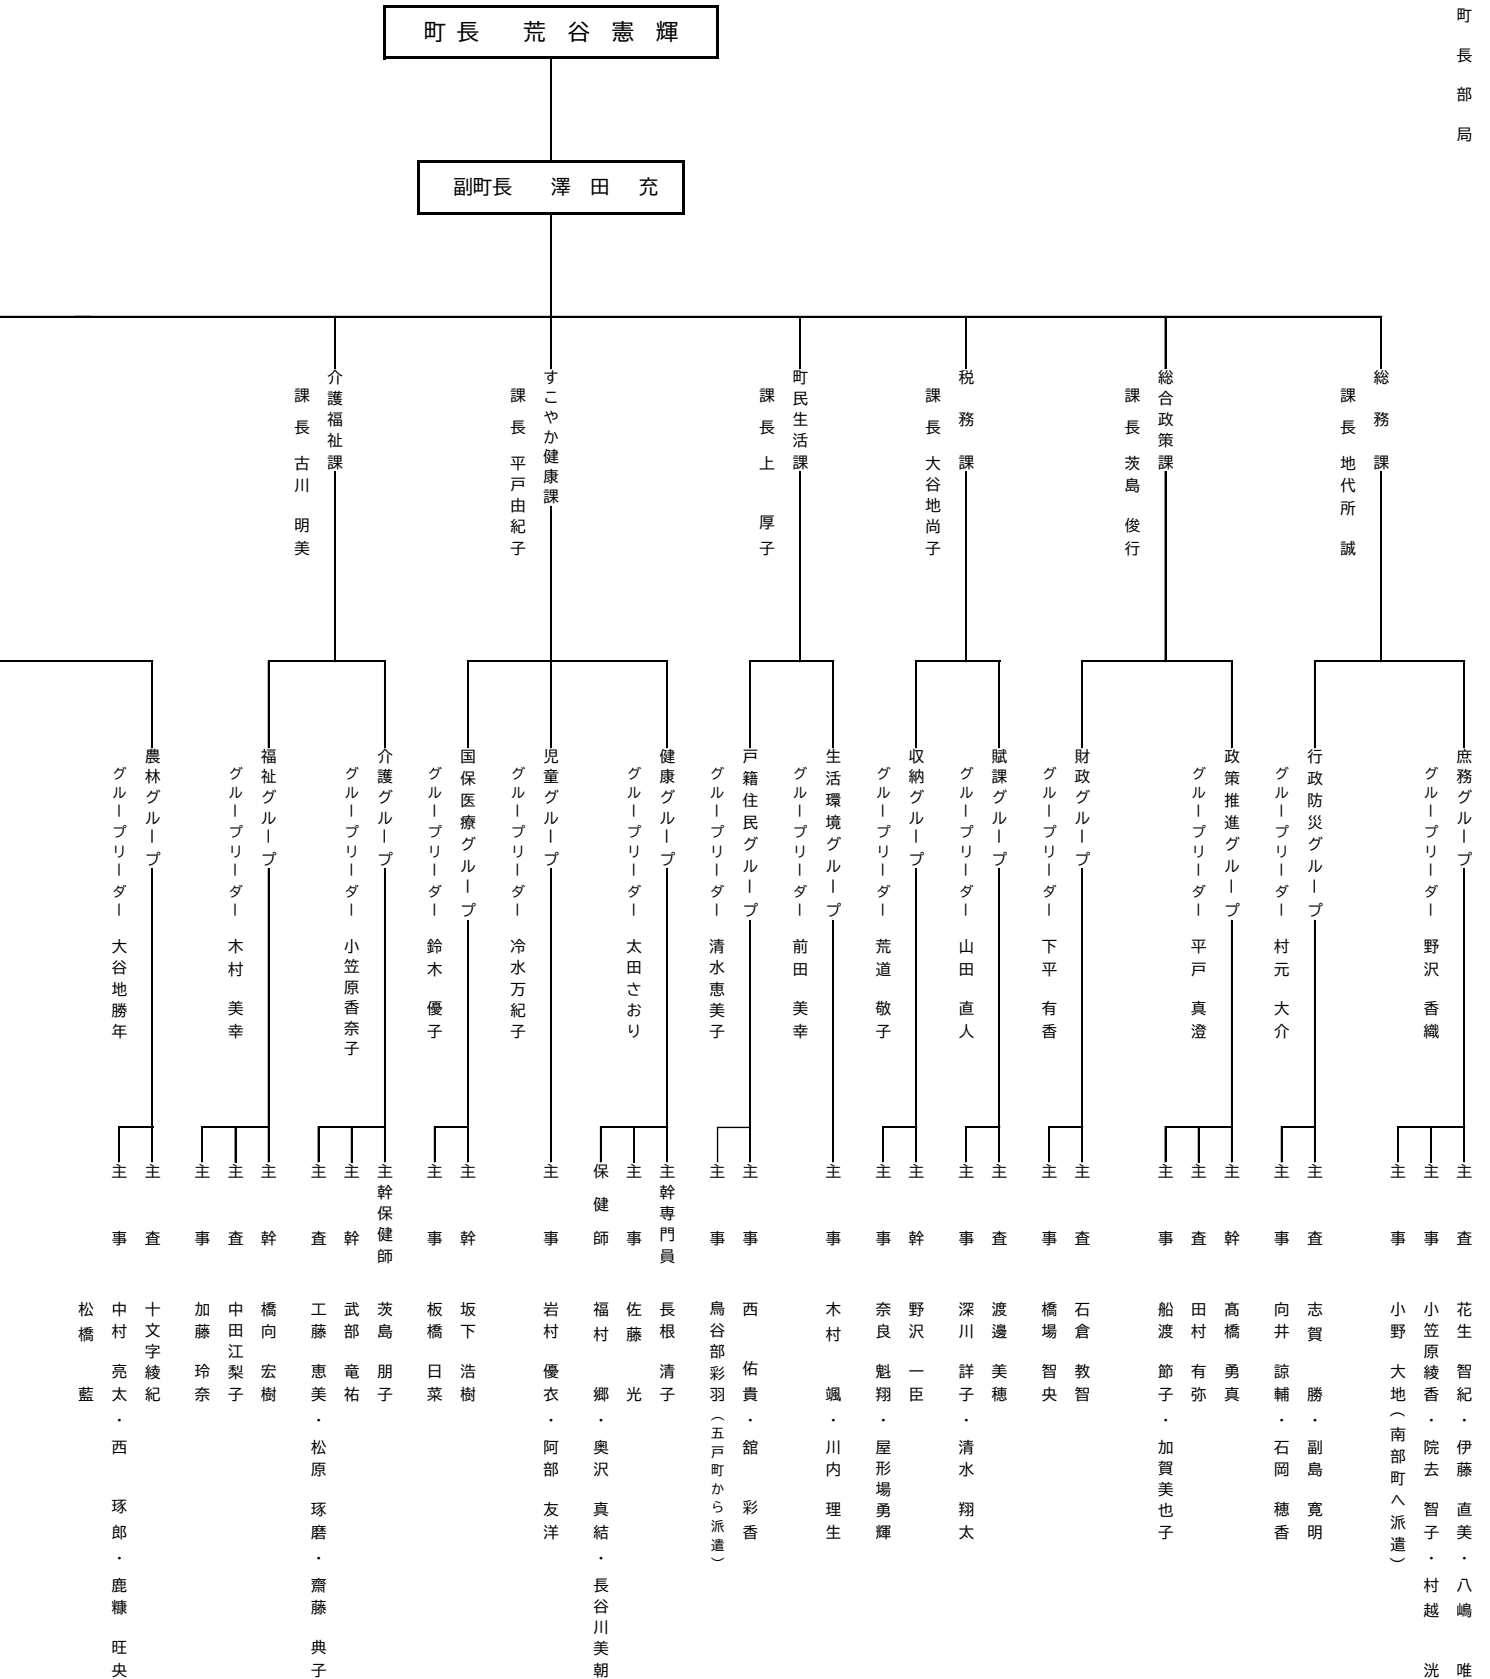 町長部局
町長 荒谷憲輝
副町長 澤田 充
総務課
課長 地代所 誠
庶務グループ
グループリーダー 野沢 香織
主査 花生 智紀・伊藤 直美・八嶋 唯
主事 小笠原綾香・院去 智子・村越 洸
主事 小野 大地(南部町へ派遣)
行政防災グループ
グループリーダー 村元 大介
主査 志賀 勝・副島 寛明
主事 向井 諒輔・石岡 穂香
総合政策課
課長 茨島 俊行
政策推進グループ
グループリーダー 平戸 真澄
主幹 髙橋 勇真
主査 田村 有弥
主事 船渡 節子・加賀美也子
財政グループ
グループリーダー 下平 有香
主査 石倉 教智
主事 橋場 智央
税務課
課長 大谷地尚子
賦課グループ
グループリーダー 山田 直人
主査 渡邊 美穂
主事 深川 詳子・清水 翔太
収納グループ
グループリーダー 荒道 敬子
主幹 野沢 一臣
主事 奈良 魁翔・屋形場勇輝
町民生活課
課長 上 厚子
生活環境グループ
グループリーダー 前田 美幸
主事 木村 颯・川内 理生
戸籍住民グループ
グループリーダー 清水恵美子
主事 西 佑貴・舘 彩香
主事 鳥谷部彩羽(五戸町から派遣)
すこやか健康課
課長 平戸由紀子
健康グループ
グループリーダー 太田さおり
主幹専門員 長根 清子
主事 佐藤 光
保健師 福村 郷・奥沢 真結・長谷川美朝
児童グループ
グループリーダー 冷水万紀子
主事 岩村 優衣・阿部 友洋
国保医療グループ
グループリーダー 鈴木 優子
主幹 坂下 浩樹
主事 板橋 日菜
介護福祉課
課長 古川 明美
介護グループ
グループリーダー 小笠原香奈子
主幹保健師 茨島 朋子
主幹 武部 竜祐
主査 工藤 恵美・松原 琢磨・齋藤 典子
福祉グループ
グループリーダー 木村 美幸
主幹 橋向 宏樹
主査 中田江梨子
主事 加藤 玲奈
農林グループ
グループリーダー 大谷地勝年
主査 十文字綾紀
主事 中村 亮太・西 琢郎・鹿糠 旺央
松橋 藍